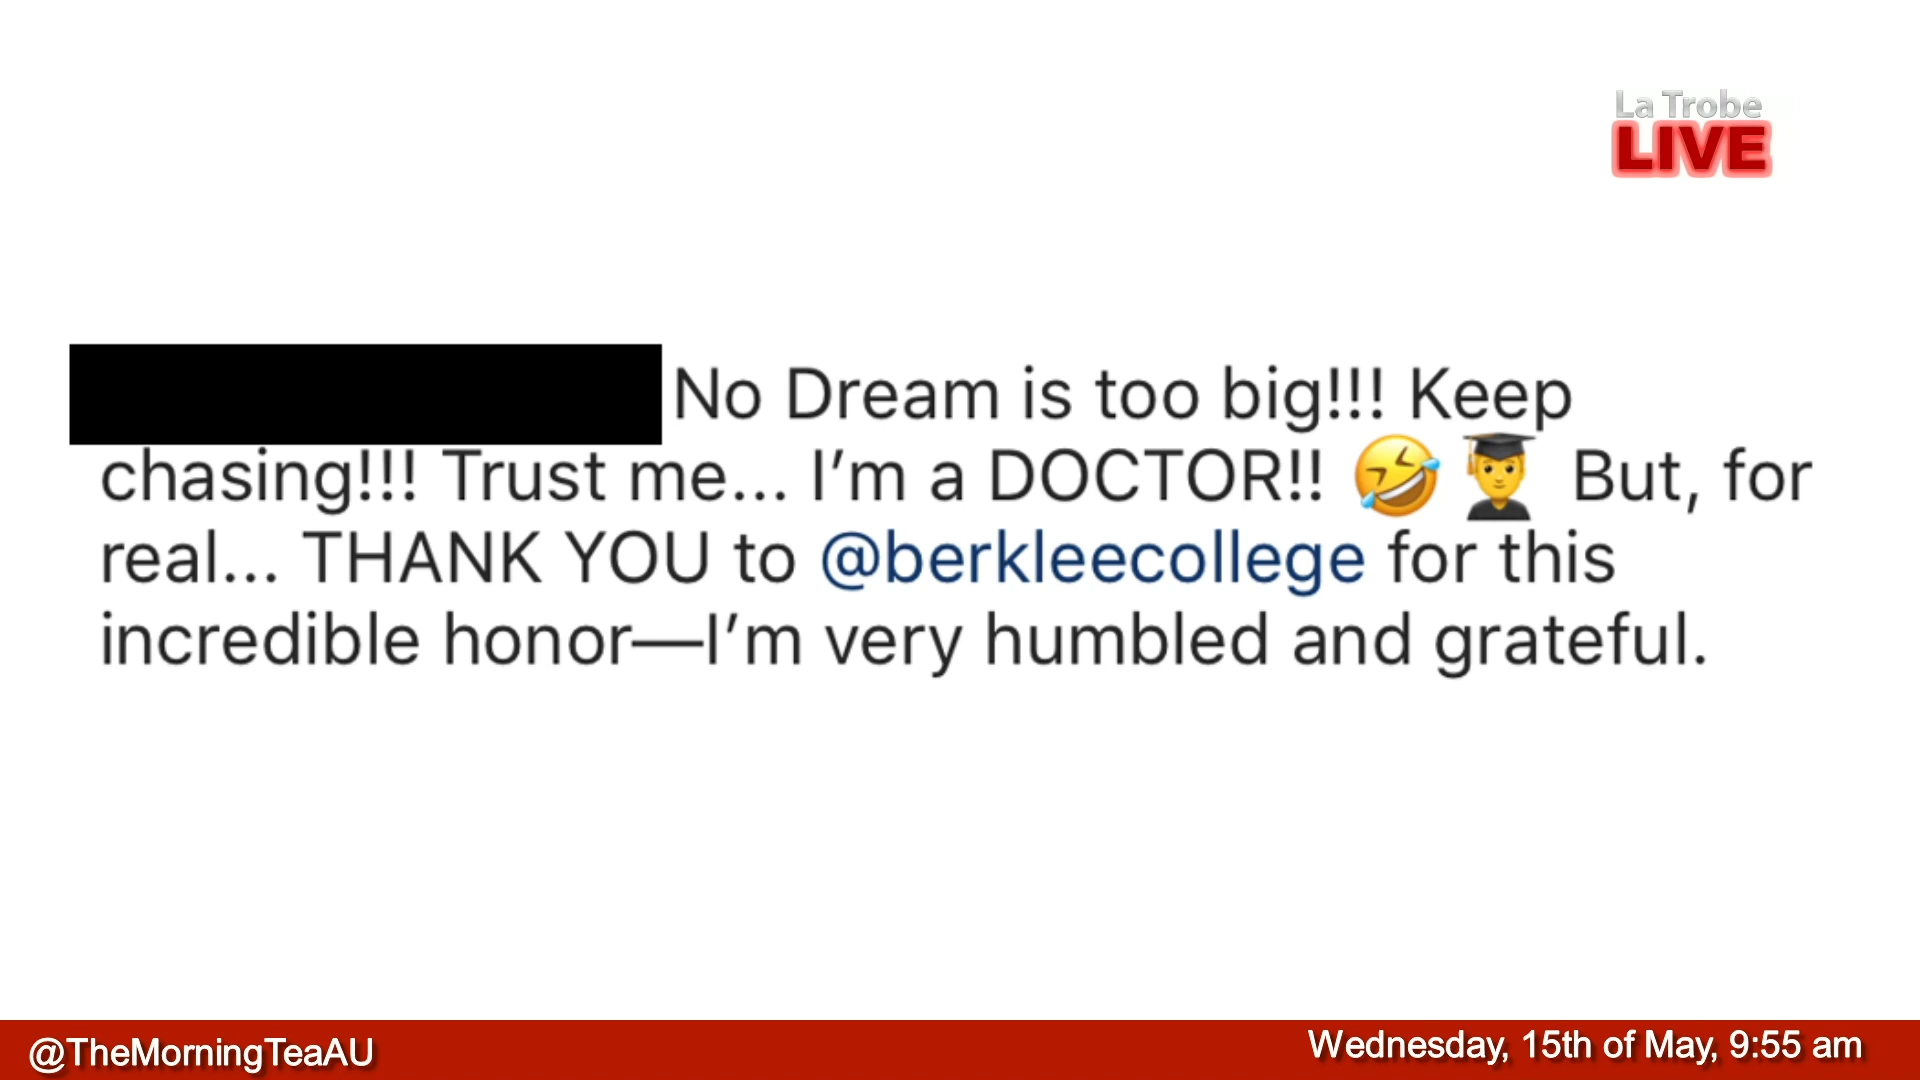 La Trobe
LIVE
No Dream is too big!!! Keep
chasing!!! Trust me... I’m a DOCTOR!! 🤣👨‍🎓 But, for
real... THANK YOU to @berkleecollege for this
incredible honor—I’m very humbled and grateful.
@TheMorningTeaAU
Wednesday, 15th of May, 9:55 am